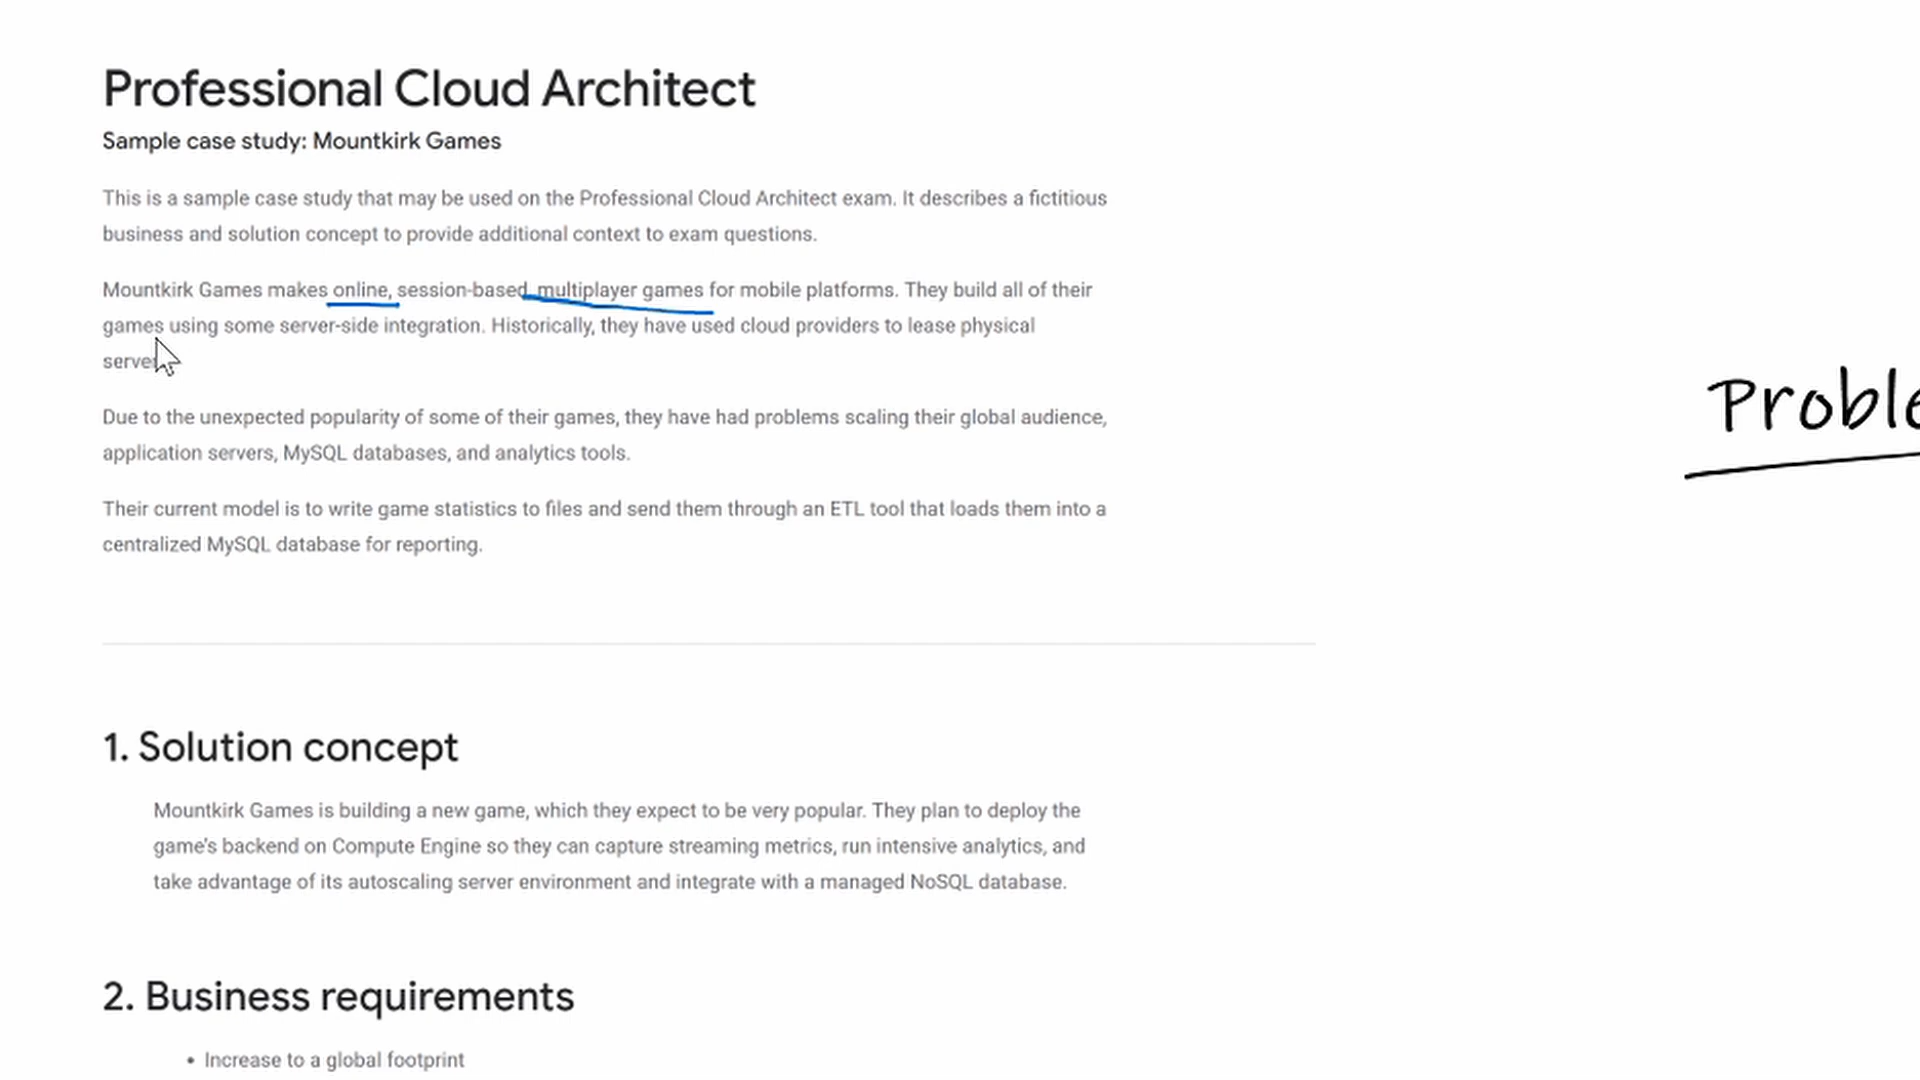 Professional Cloud Architect
Sample case study: Mountkirk Games
This is a sample case study that may be used on the Professional Cloud Architect exam. It describes a fictitious
business and solution concept to provide additional context to exam questions.
Mountkirk Games makes online, session-based multiplayer games for mobile platforms. They build all of their
games using some server-side integration. Historically, they have used cloud providers to lease physical
Due to the unexpected popularity of some of their games, they have had problems scaling their global audience,
application servers, MySQL databases, and analytics tools.
Their current model is to write game statistics to files and send them through an ETL tool that loads them into a
centralized MySQL database for reporting.
1. Solution concept
Mountkirk Games is building a new game, which they expect to be very popular. They plan to deploy the
game's backend on Compute Engine so they can capture streaming metrics, run intensive analytics, and
take advantage of its autoscaling server environment and integrate with a managed NoSQL database.
2. Business requirements
• Increase to a global footprint